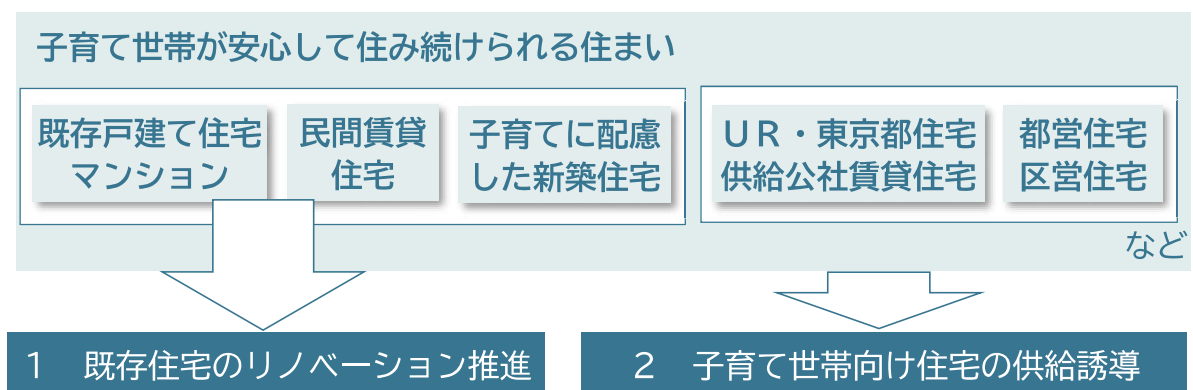 子育て世帯が安心して住み続けられる住まい
既存戸建て住宅
マンション
民間賃貸
住宅
子育てに配慮
した新築住宅
ＵＲ・東京都住宅
供給公社賃貸住宅
都営住宅
区営住宅
など
１　既存住宅のリノベーション推進
２　子育て世帯向け住宅の供給誘導